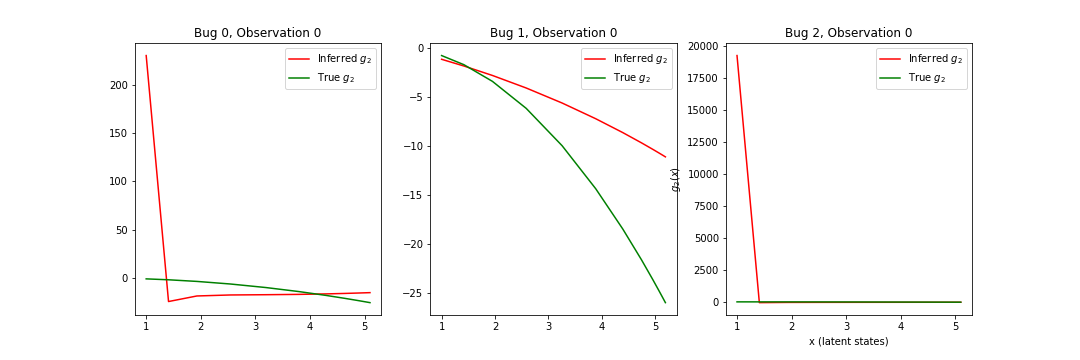 Bug 0, Observation 0
Inferred g₂
True g₂
200
150
100
50
0
1 2 3 4 5
Bug 1, Observation 0
Inferred g₂
True g₂
0
−5
−10
−15
−20
−25
1 2 3 4 5
Bug 2, Observation 0
Inferred g₂
True g₂
g₂(x)
20000
17500
15000
12500
10000
7500
5000
2500
0
1 2 3 4 5
x (latent states)